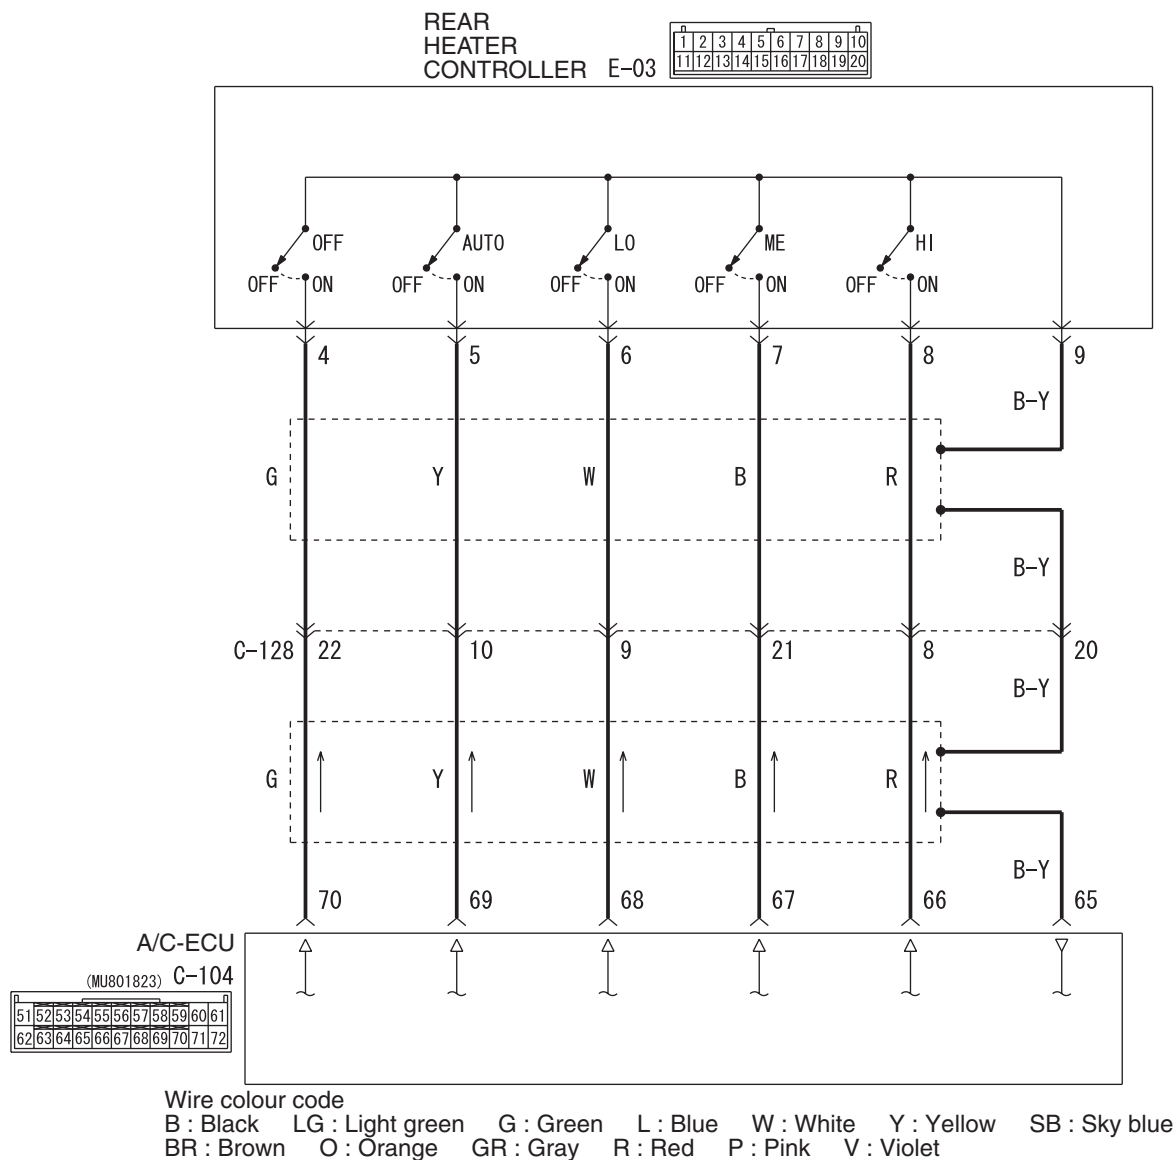 REAR
HEATER
CONTROLLER E-03
1 2 3 4 5 6 7 8 9 10
11 12 13 14 15 16 17 18 19 20
OFF AUTO LO ME HI
OFF ON OFF ON OFF ON OFF ON OFF ON
4 5 6 7 8 9
B-Y
G Y W B R
B-Y
C-128 22 10 9 21 8 20
B-Y
G Y W B R
B-Y
70 69 68 67 66 65
A/C-ECU
(MU801823) C-104
51 52 53 54 55 56 57 58 59 60 61
62 63 64 65 66 67 68 69 70 71 72
Wire colour code
B : Black LG : Light green G : Green L : Blue W : White Y : Yellow SB : Sky blue
BR : Brown O : Orange GR : Gray R : Red P : Pink V : Violet